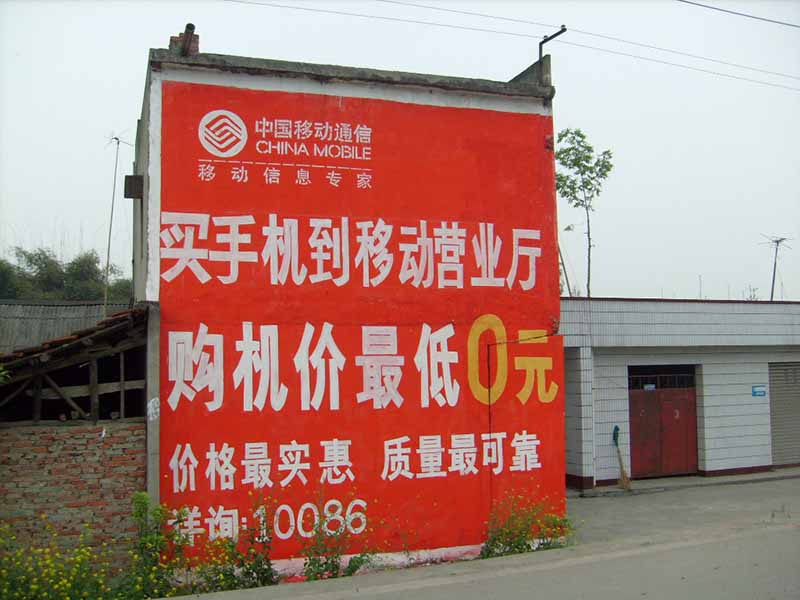 中国移动通信
CHINA MOBILE
移动信息专家
买手机到移动营业厅
购机价最低0元
价格最实惠 质量最可靠
详询:10086